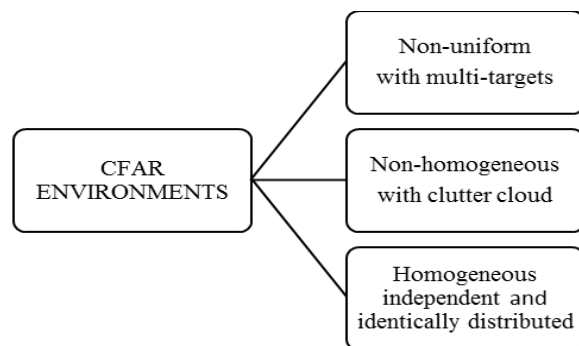 Non-uniform
with multi-targets
CFAR
ENVIRONMENTS
Non-homogeneous
with clutter cloud
Homogeneous
independent and
identically distributed